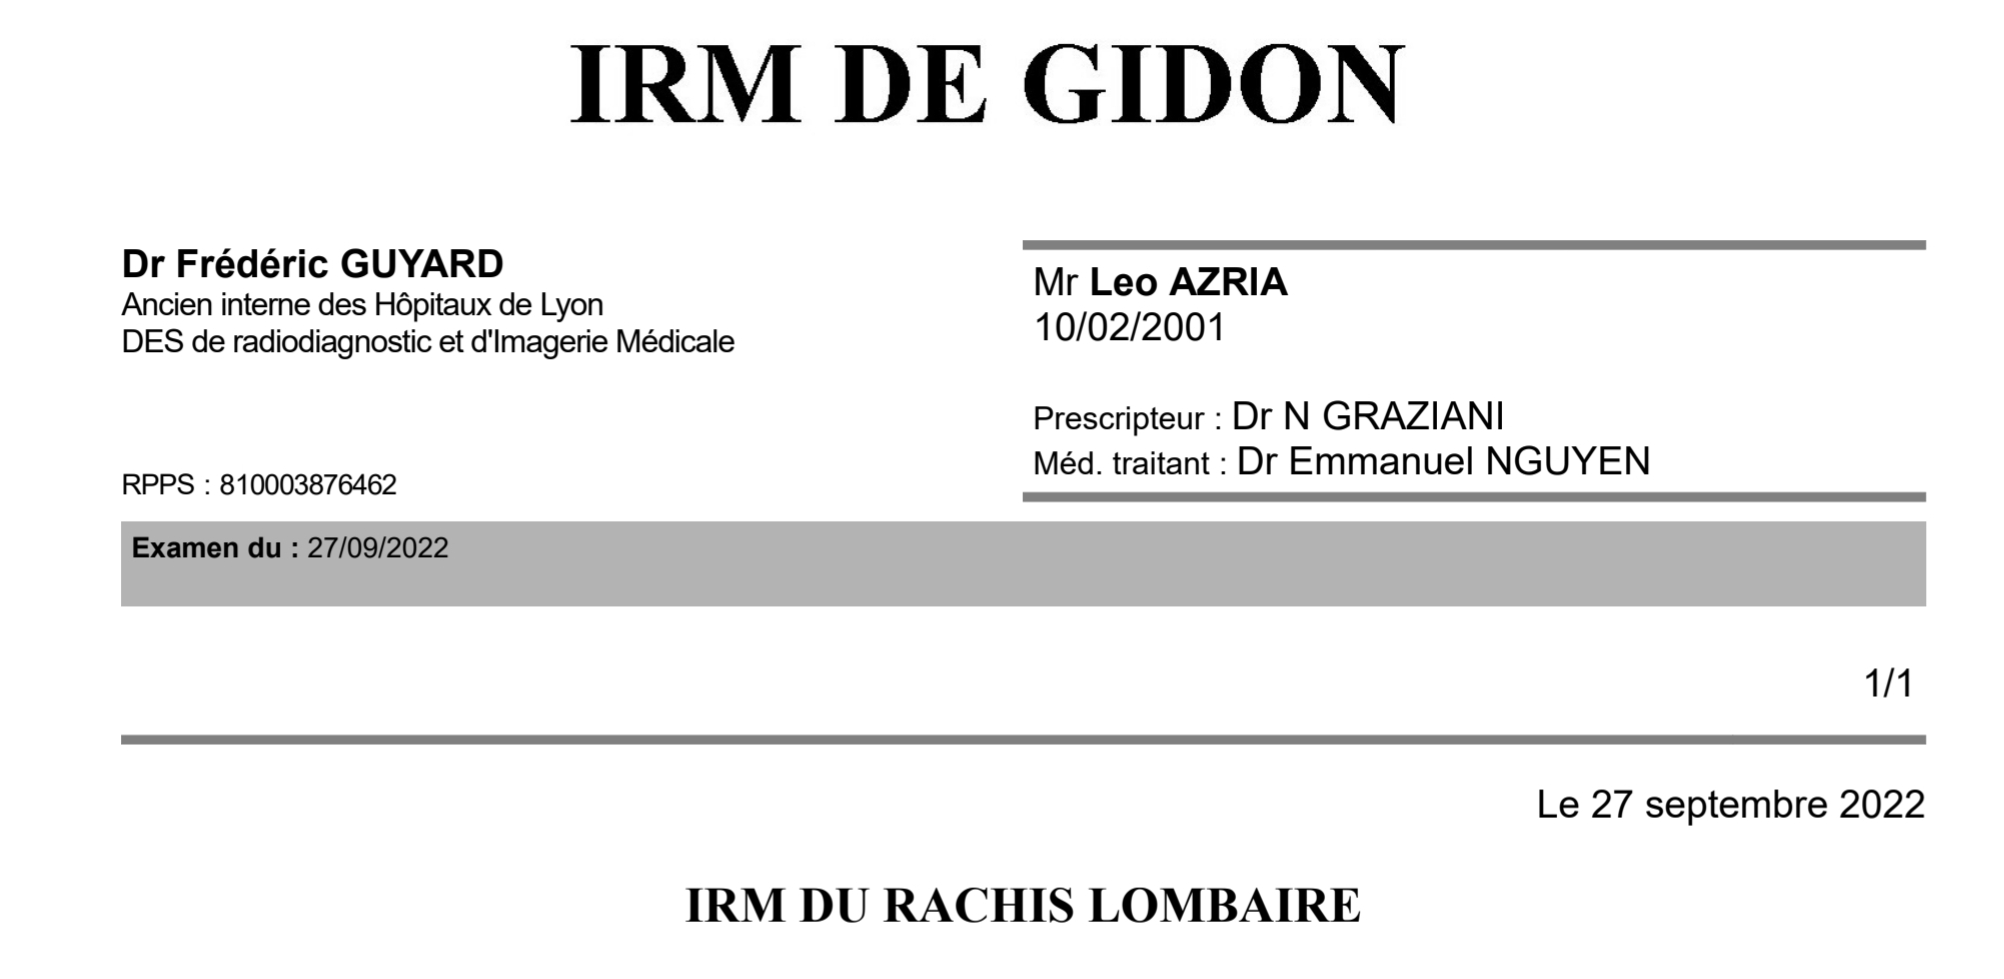 IRM DE GIDON
Dr Frédéric GUYARD
Ancien interne des Hôpitaux de Lyon
DES de radiodiagnostic et d'Imagerie Médicale
RPPS : 810003876462
Mr Leo AZRIA
10/02/2001
Prescripteur : Dr N GRAZIANI
Méd. traitant : Dr Emmanuel NGUYEN
Examen du : 27/09/2022
1/1
Le 27 septembre 2022
IRM DU RACHIS LOMBAIRE